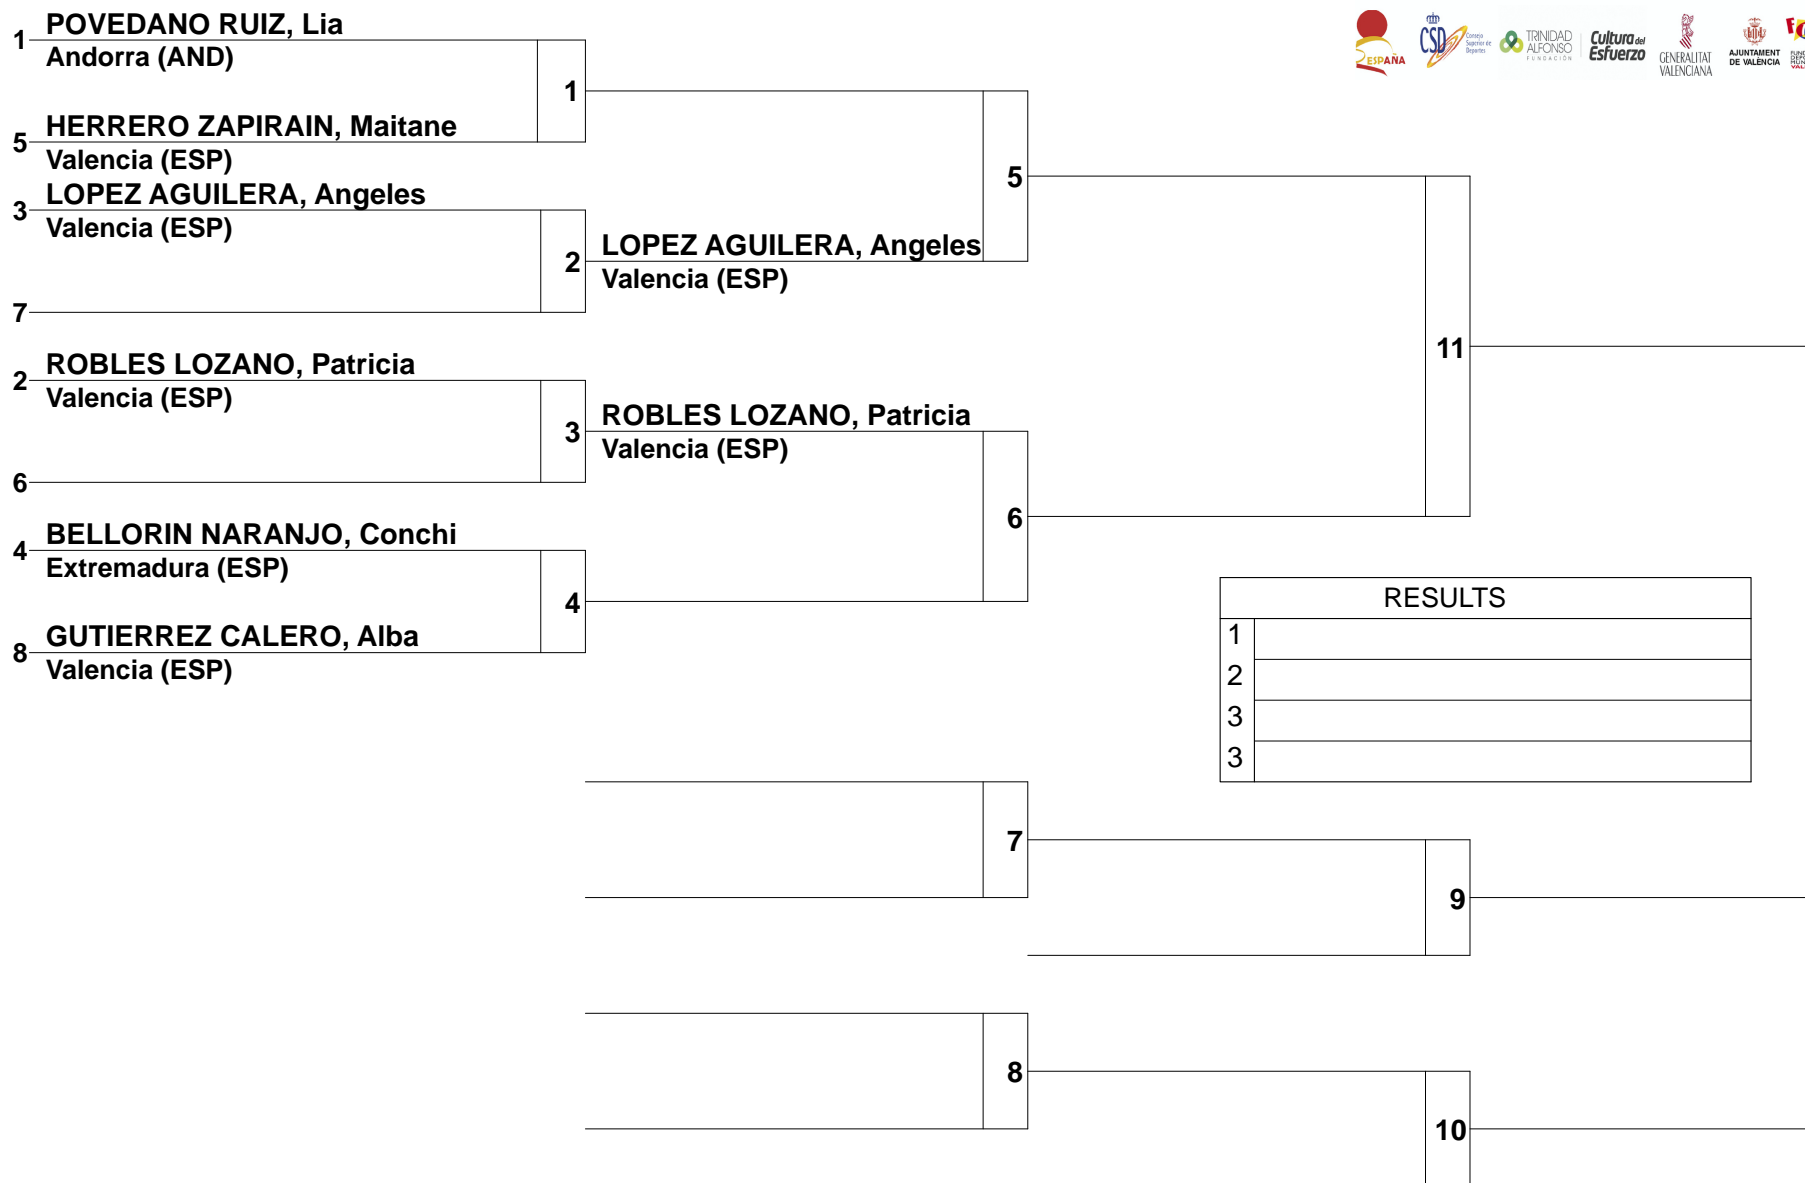 1 POVEDANO RUIZ, Lia
Andorra (AND)
1
5 HERRERO ZAPIRAIN, Maitane
Valencia (ESP)
5
3 LOPEZ AGUILERA, Angeles
Valencia (ESP)
2 LOPEZ AGUILERA, Angeles
Valencia (ESP)
7
11
2 ROBLES LOZANO, Patricia
Valencia (ESP)
3 ROBLES LOZANO, Patricia
Valencia (ESP)
6
6
4 BELLORIN NARANJO, Conchi
Extremadura (ESP)
4
8 GUTIERREZ CALERO, Alba
Valencia (ESP)
RESULTS
1
2
3
3
7
9
8
10
ESPAÑA
CSD Consejo Superior de Deportes
TRINIDAD
ALFONSO
FUNDACIÓN
Cultura del
Esfuerzo
GENERALITAT
VALENCIANA
AJUNTAMENT
DE VALÈNCIA